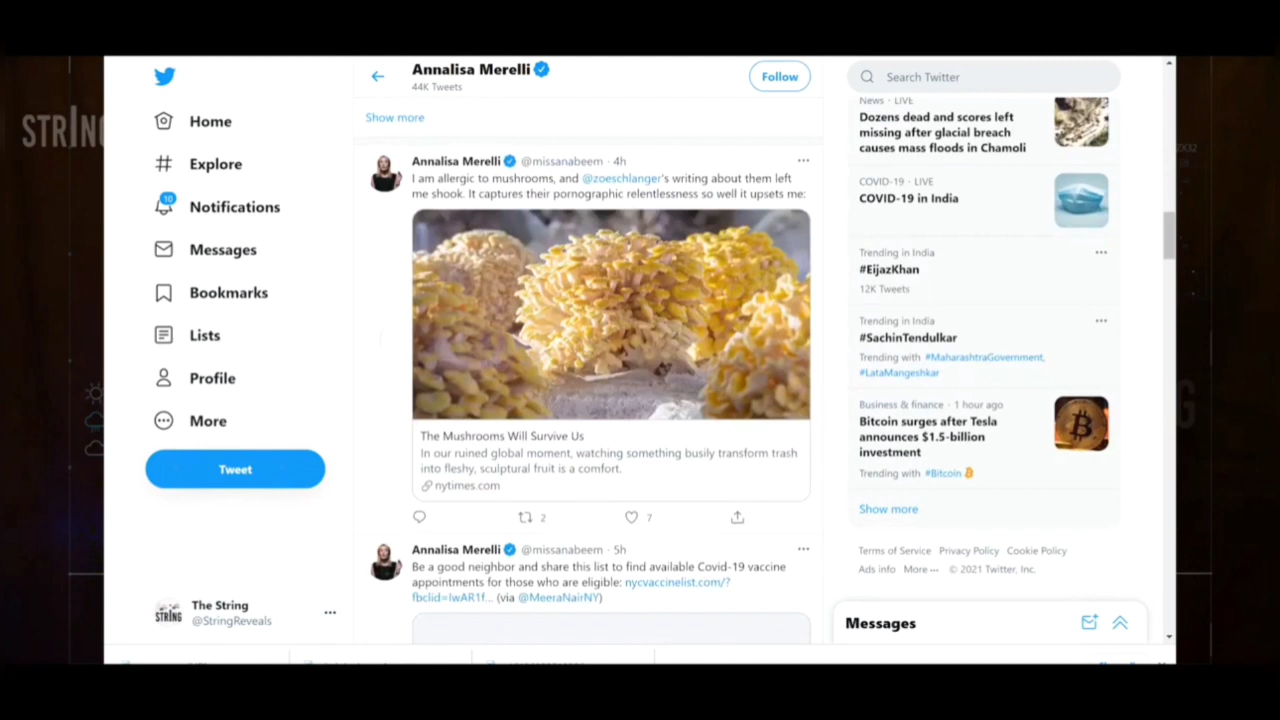 STRING
Home
Explore
10
Notifications
Messages
Bookmarks
Lists
Profile
More
Tweet
The String
@StringReveals
Annalisa Merelli
44K Tweets
Follow
Show more
Annalisa Merelli @missanabeem · 4h
I am allergic to mushrooms, and @zoeschlanger's writing about them left
me shook. It captures their pornographic relentlessness so well it upsets me:
The Mushrooms Will Survive Us
In our ruined global moment, watching something busily transform trash
into fleshy, sculptural fruit is a comfort.
nytimes.com
2
7
Annalisa Merelli @missanabeem · 5h
Be a good neighbor and share this list to find available Covid-19 vaccine
appointments for those who are eligible: nycvaccinelist.com/?
fbclid=IwAR1f... (via @MeeraNairNY)
Search Twitter
News · LIVE
Dozens dead and scores left
missing after glacial breach
causes mass floods in Chamoli
COVID-19 · LIVE
COVID-19 in India
Trending in India
#EijazKhan
12K Tweets
Trending in India
#SachinTendulkar
Trending with #MaharashtraGovernment,
#LataMangeshkar
Business & finance · 1 hour ago
Bitcoin surges after Tesla
announces $1.5-billion
investment
Trending with #Bitcoin
Show more
Terms of Service Privacy Policy Cookie Policy
Ads info More ··· © 2021 Twitter, Inc.
Messages